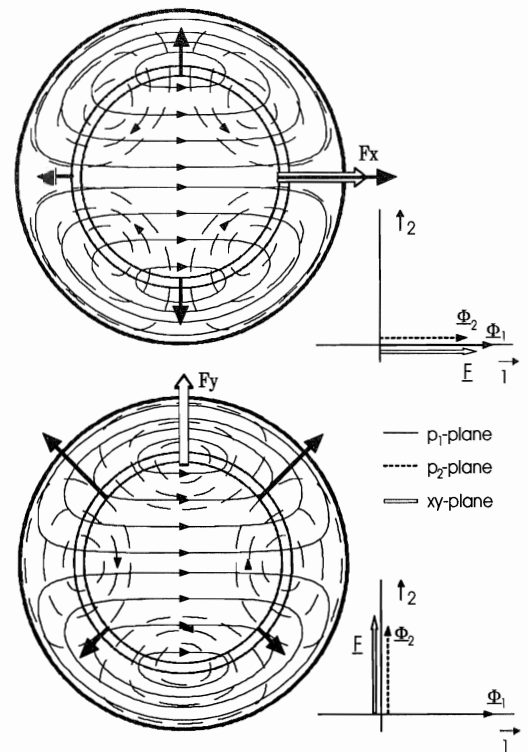 Fx
2
Φ2
Φ1
F
1
Fy
p1-plane
p2-plane
xy-plane
2
F
Φ2
Φ1
1